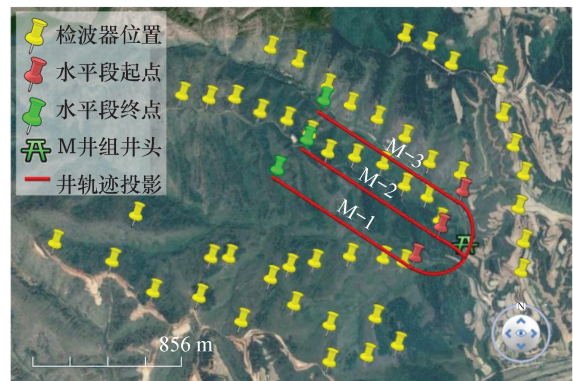 检波器位置
水平段起点
水平段终点
M井组井头
井轨迹投影
M-3
M-2
M-1
N
856 m